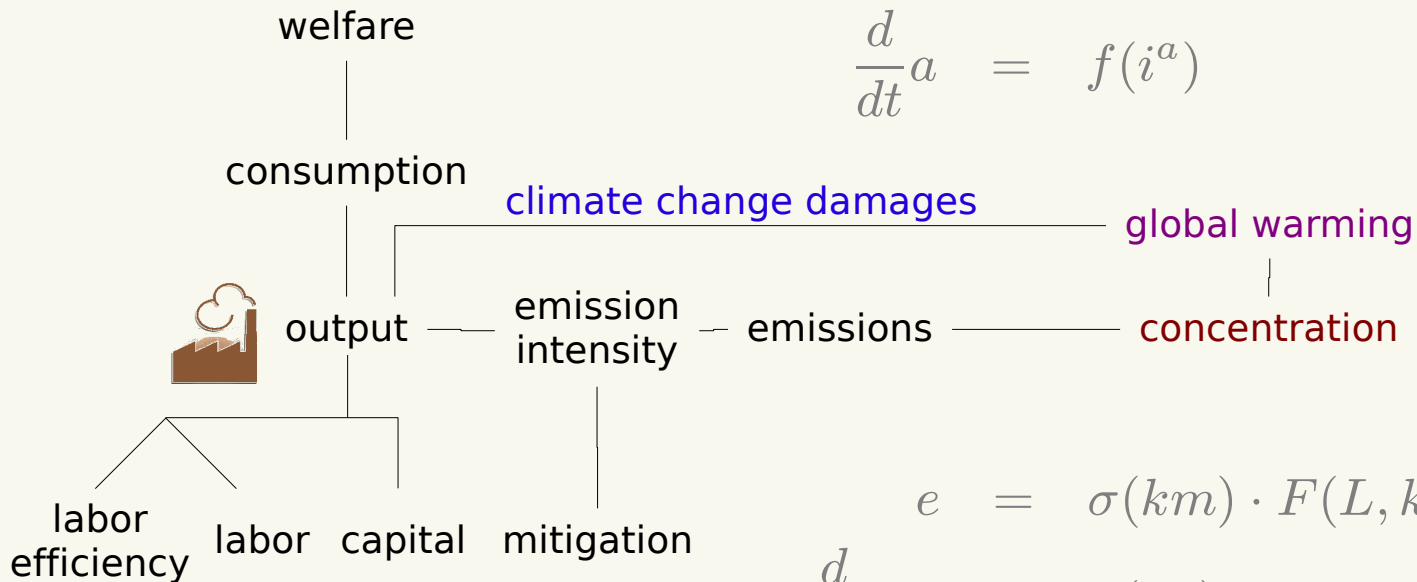 welfare
d/dt a = f(i^a)
consumption
climate change damages
global warming
output
emission
intensity
emissions
concentration
e = σ(km) · F(L, k
labor
efficiency
labor
capital
mitigation
d